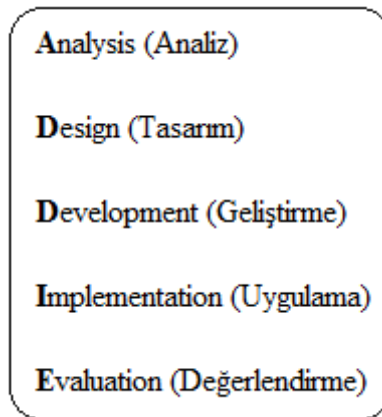 Analysis (Analiz)
Design (Tasarım)
Development (Geliştirme)
Implementation (Uygulama)
Evaluation (Değerlendirme)